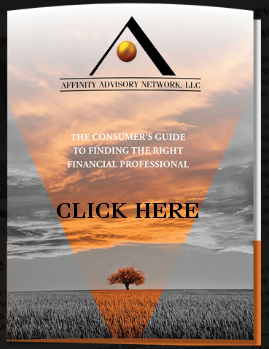 AFFINITY ADVISORY NETWORK, LLC
THE CONSUMER'S GUIDE
TO FINDING THE RIGHT
FINANCIAL PROFESSIONAL
CLICK HERE